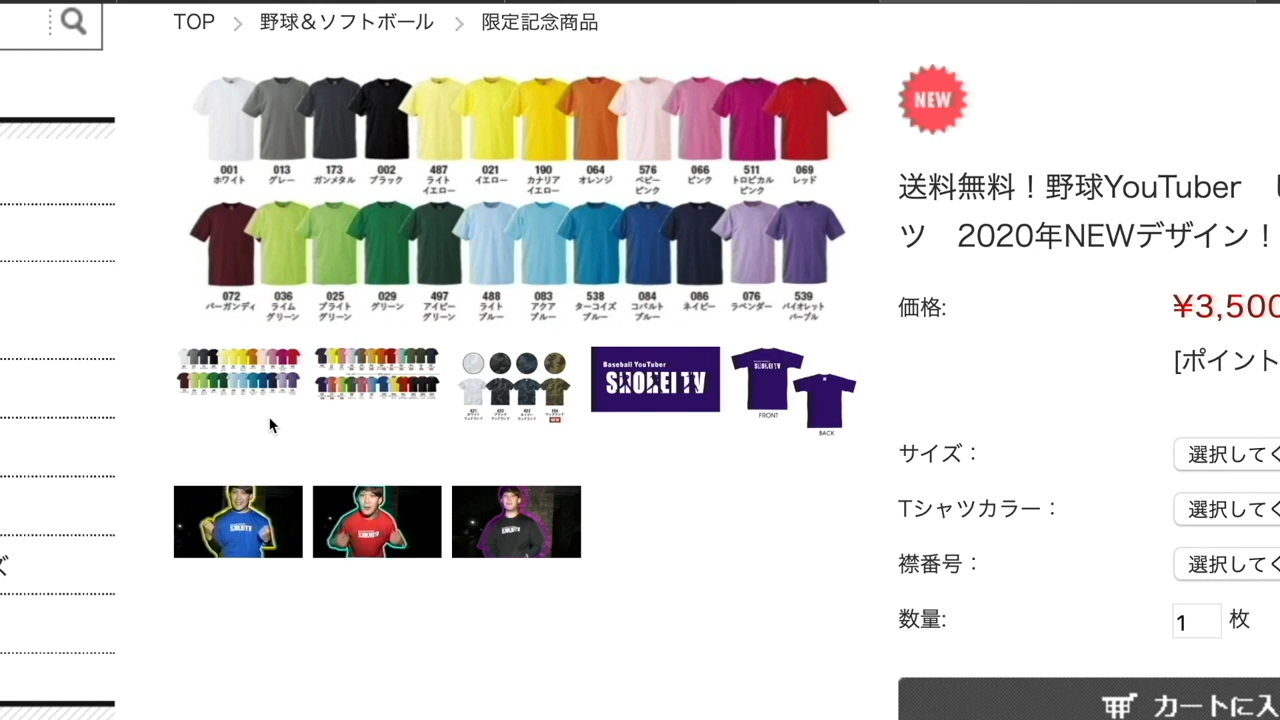 TOP 野球＆ソフトボール 限定記念商品
NEW
001 013 173 002 487 021 190 064 576 066 511 069
ホワイト グレー ガンメタル ブラック ライト イエロー カナリア オレンジ ベビー ピンク トロピカル レッド
イエロー イエロー ピンク ピンク
送料無料！野球YouTuber
ツ 2020年NEWデザイン！
072 036 025 029 497 488 083 538 084 086 076 539
バーガンディ ライム ブライト グリーン アイビー ライト アクア ターコイズ コバルト ネイビー ラベンダー バイオレット
グリーン グリーン グリーン ブルー ブルー ブルー ブルー パープル
価格: ¥3,500
[ポイント
Baseball YouTuber
SHOHEI TV
SHOHEI TV
FRONT
BACK
サイズ： 選択してく
Tシャツカラー： 選択してく
襟番号： 選択してく
ズ
数量: 1 枚
カートに入